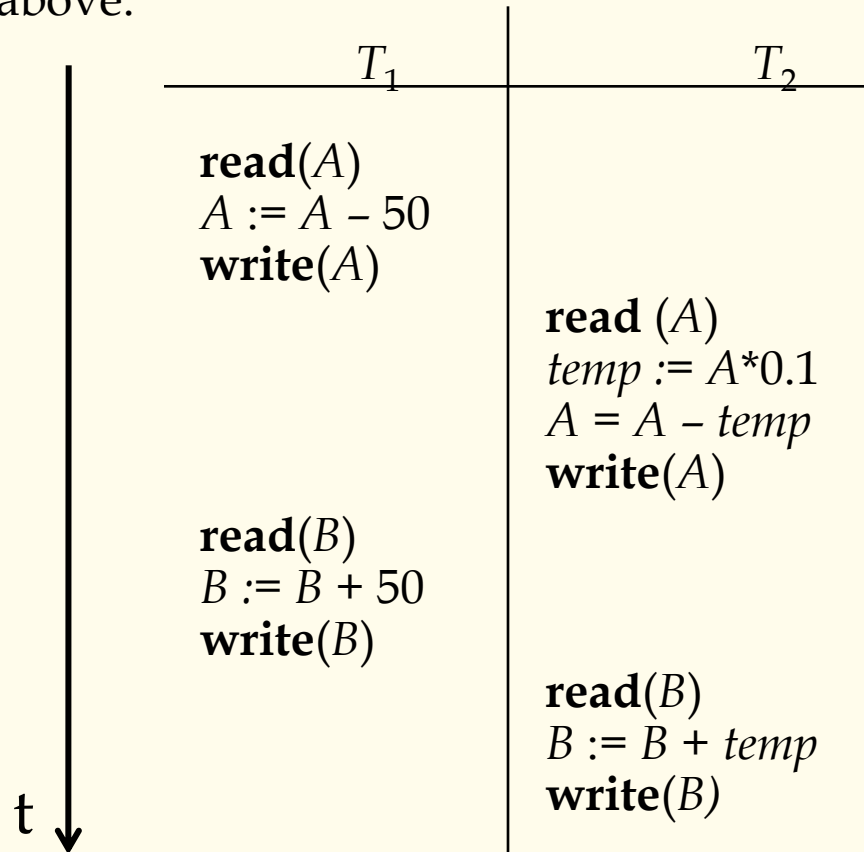 above.
T₁ T₂
read(A)
A := A – 50
write(A)
read (A)
temp := A*0.1
A = A – temp
write(A)
read(B)
B := B + 50
write(B)
read(B)
B := B + temp
write(B)
t